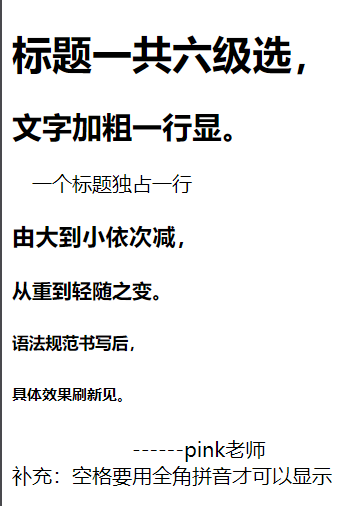 标题一共六级选，
文字加粗一行显。
一个标题独占一行
由大到小依次减，
从重到轻随之变。
语法规范书写后，
具体效果刷新见。
------pink老师
补充：空格要用全角拼音才可以显示